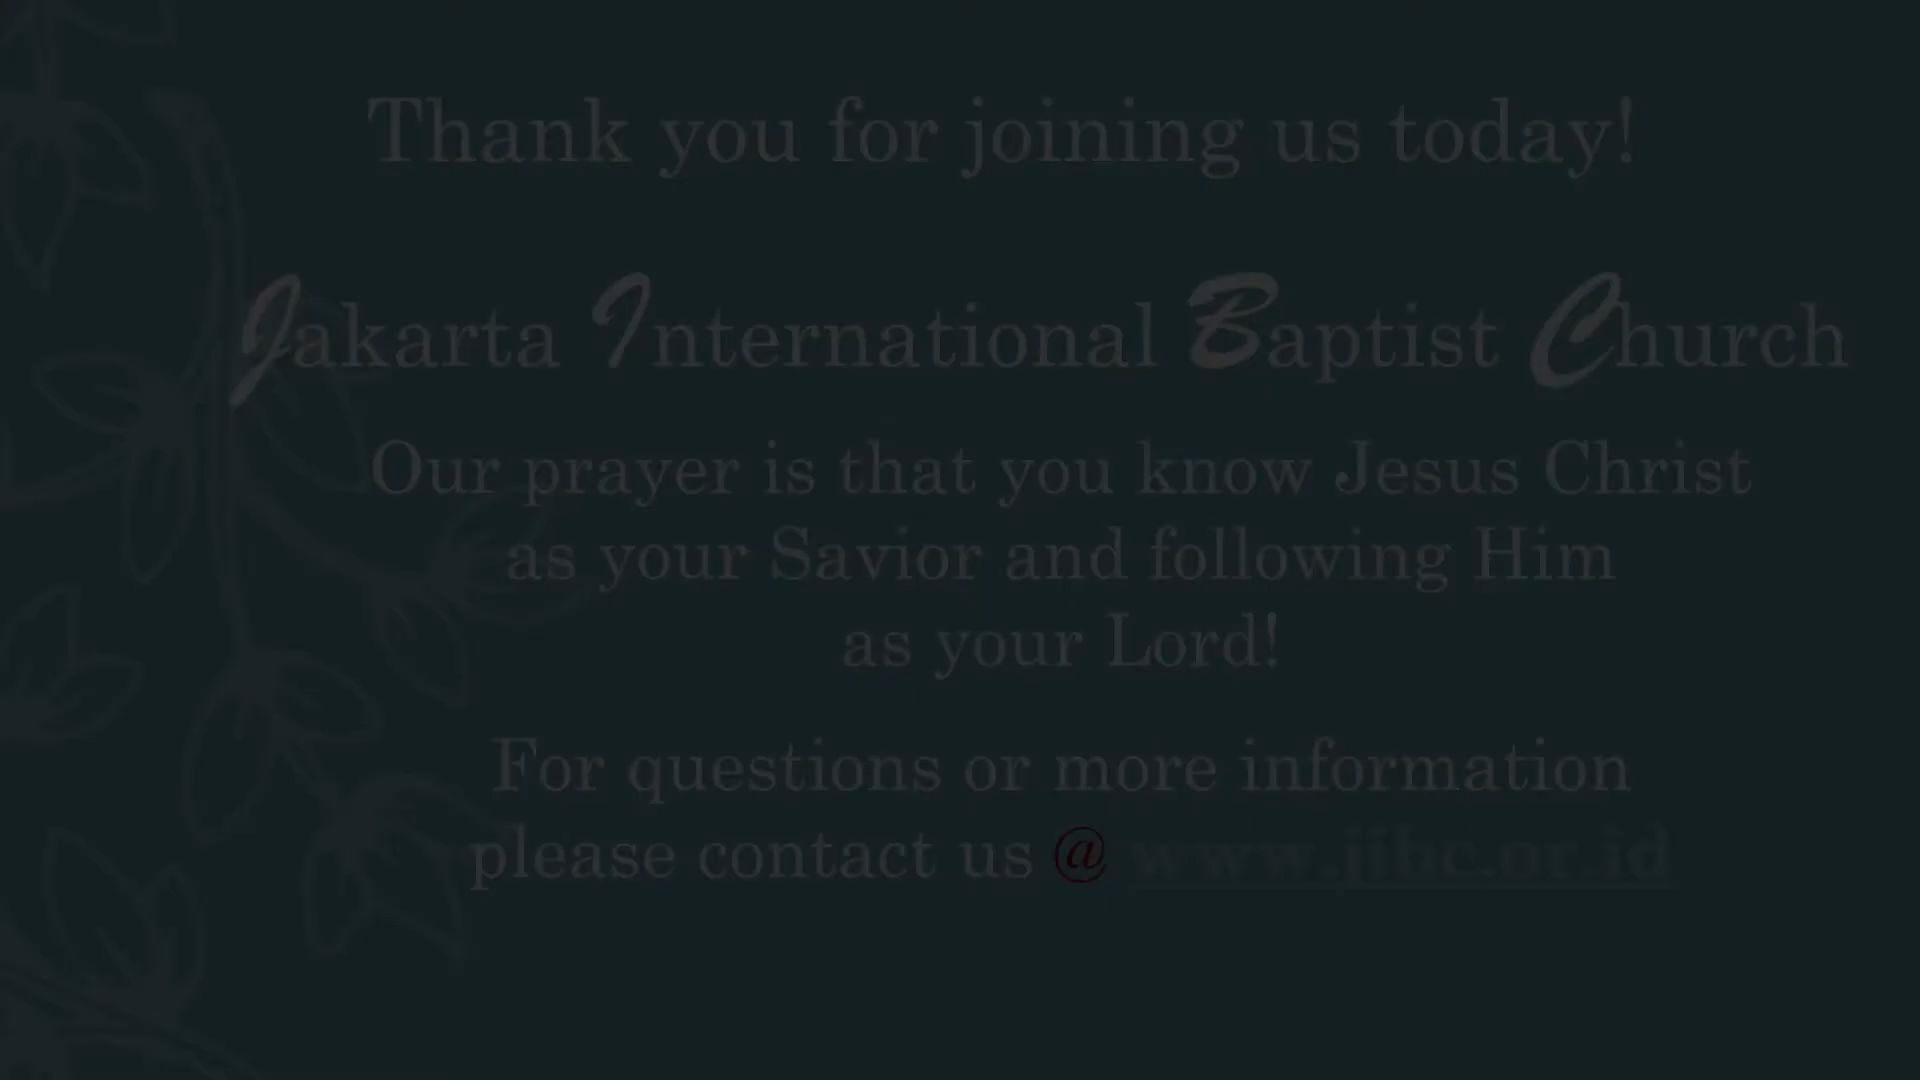 Thank you for joining us today!
Jakarta International Baptist Church
Our prayer is that you know Jesus Christ
as your Savior and following Him
as your Lord!
For questions or more information
please contact us @ www.jibc.or.id